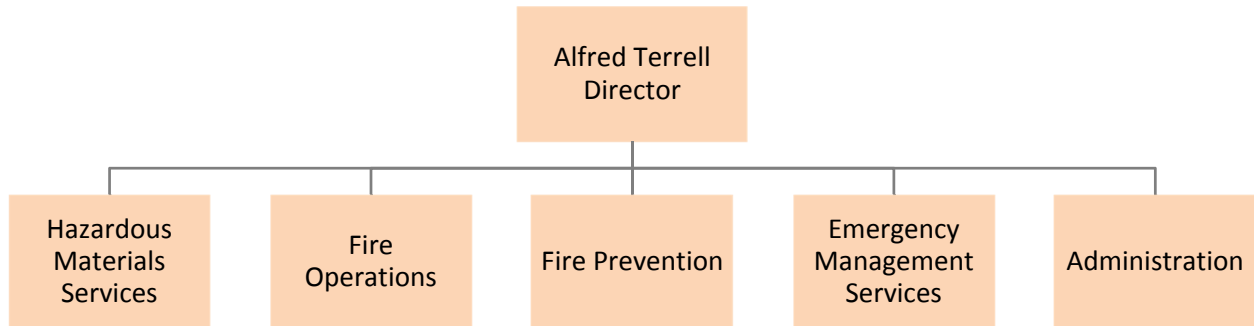 Alfred Terrell
Director
Hazardous
Materials
Services
Fire
Operations
Fire Prevention
Emergency
Management
Services
Administration